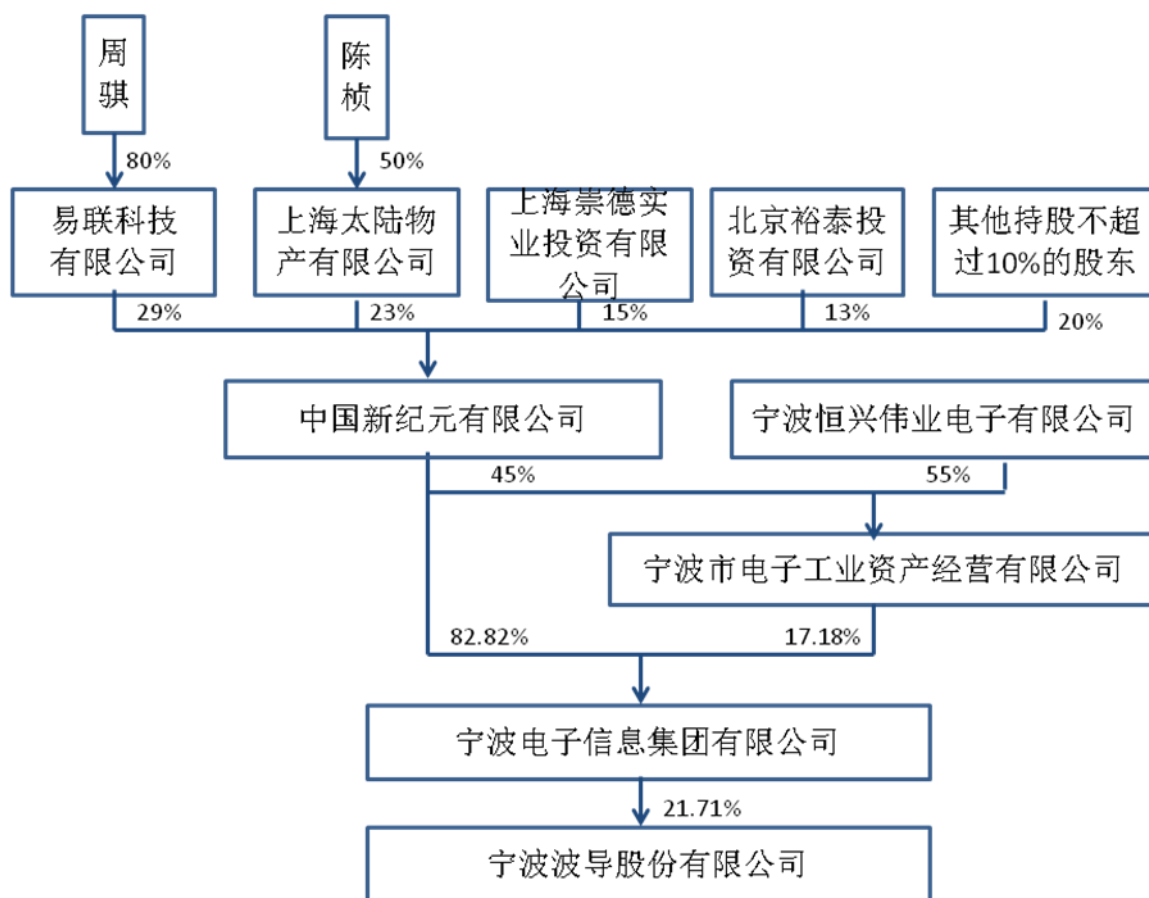 周
骐
陈
桢
80%
50%
易联科技
有限公司
上海太陆物
产有限公司
上海崇德实
业投资有限
公司
北京裕泰投
资有限公司
其他持股不超
过10%的股东
29%
23%
15%
13%
20%
中国新纪元有限公司
宁波恒兴伟业电子有限公司
45%
55%
宁波市电子工业资产经营有限公司
82.82%
17.18%
宁波电子信息集团有限公司
21.71%
宁波波导股份有限公司